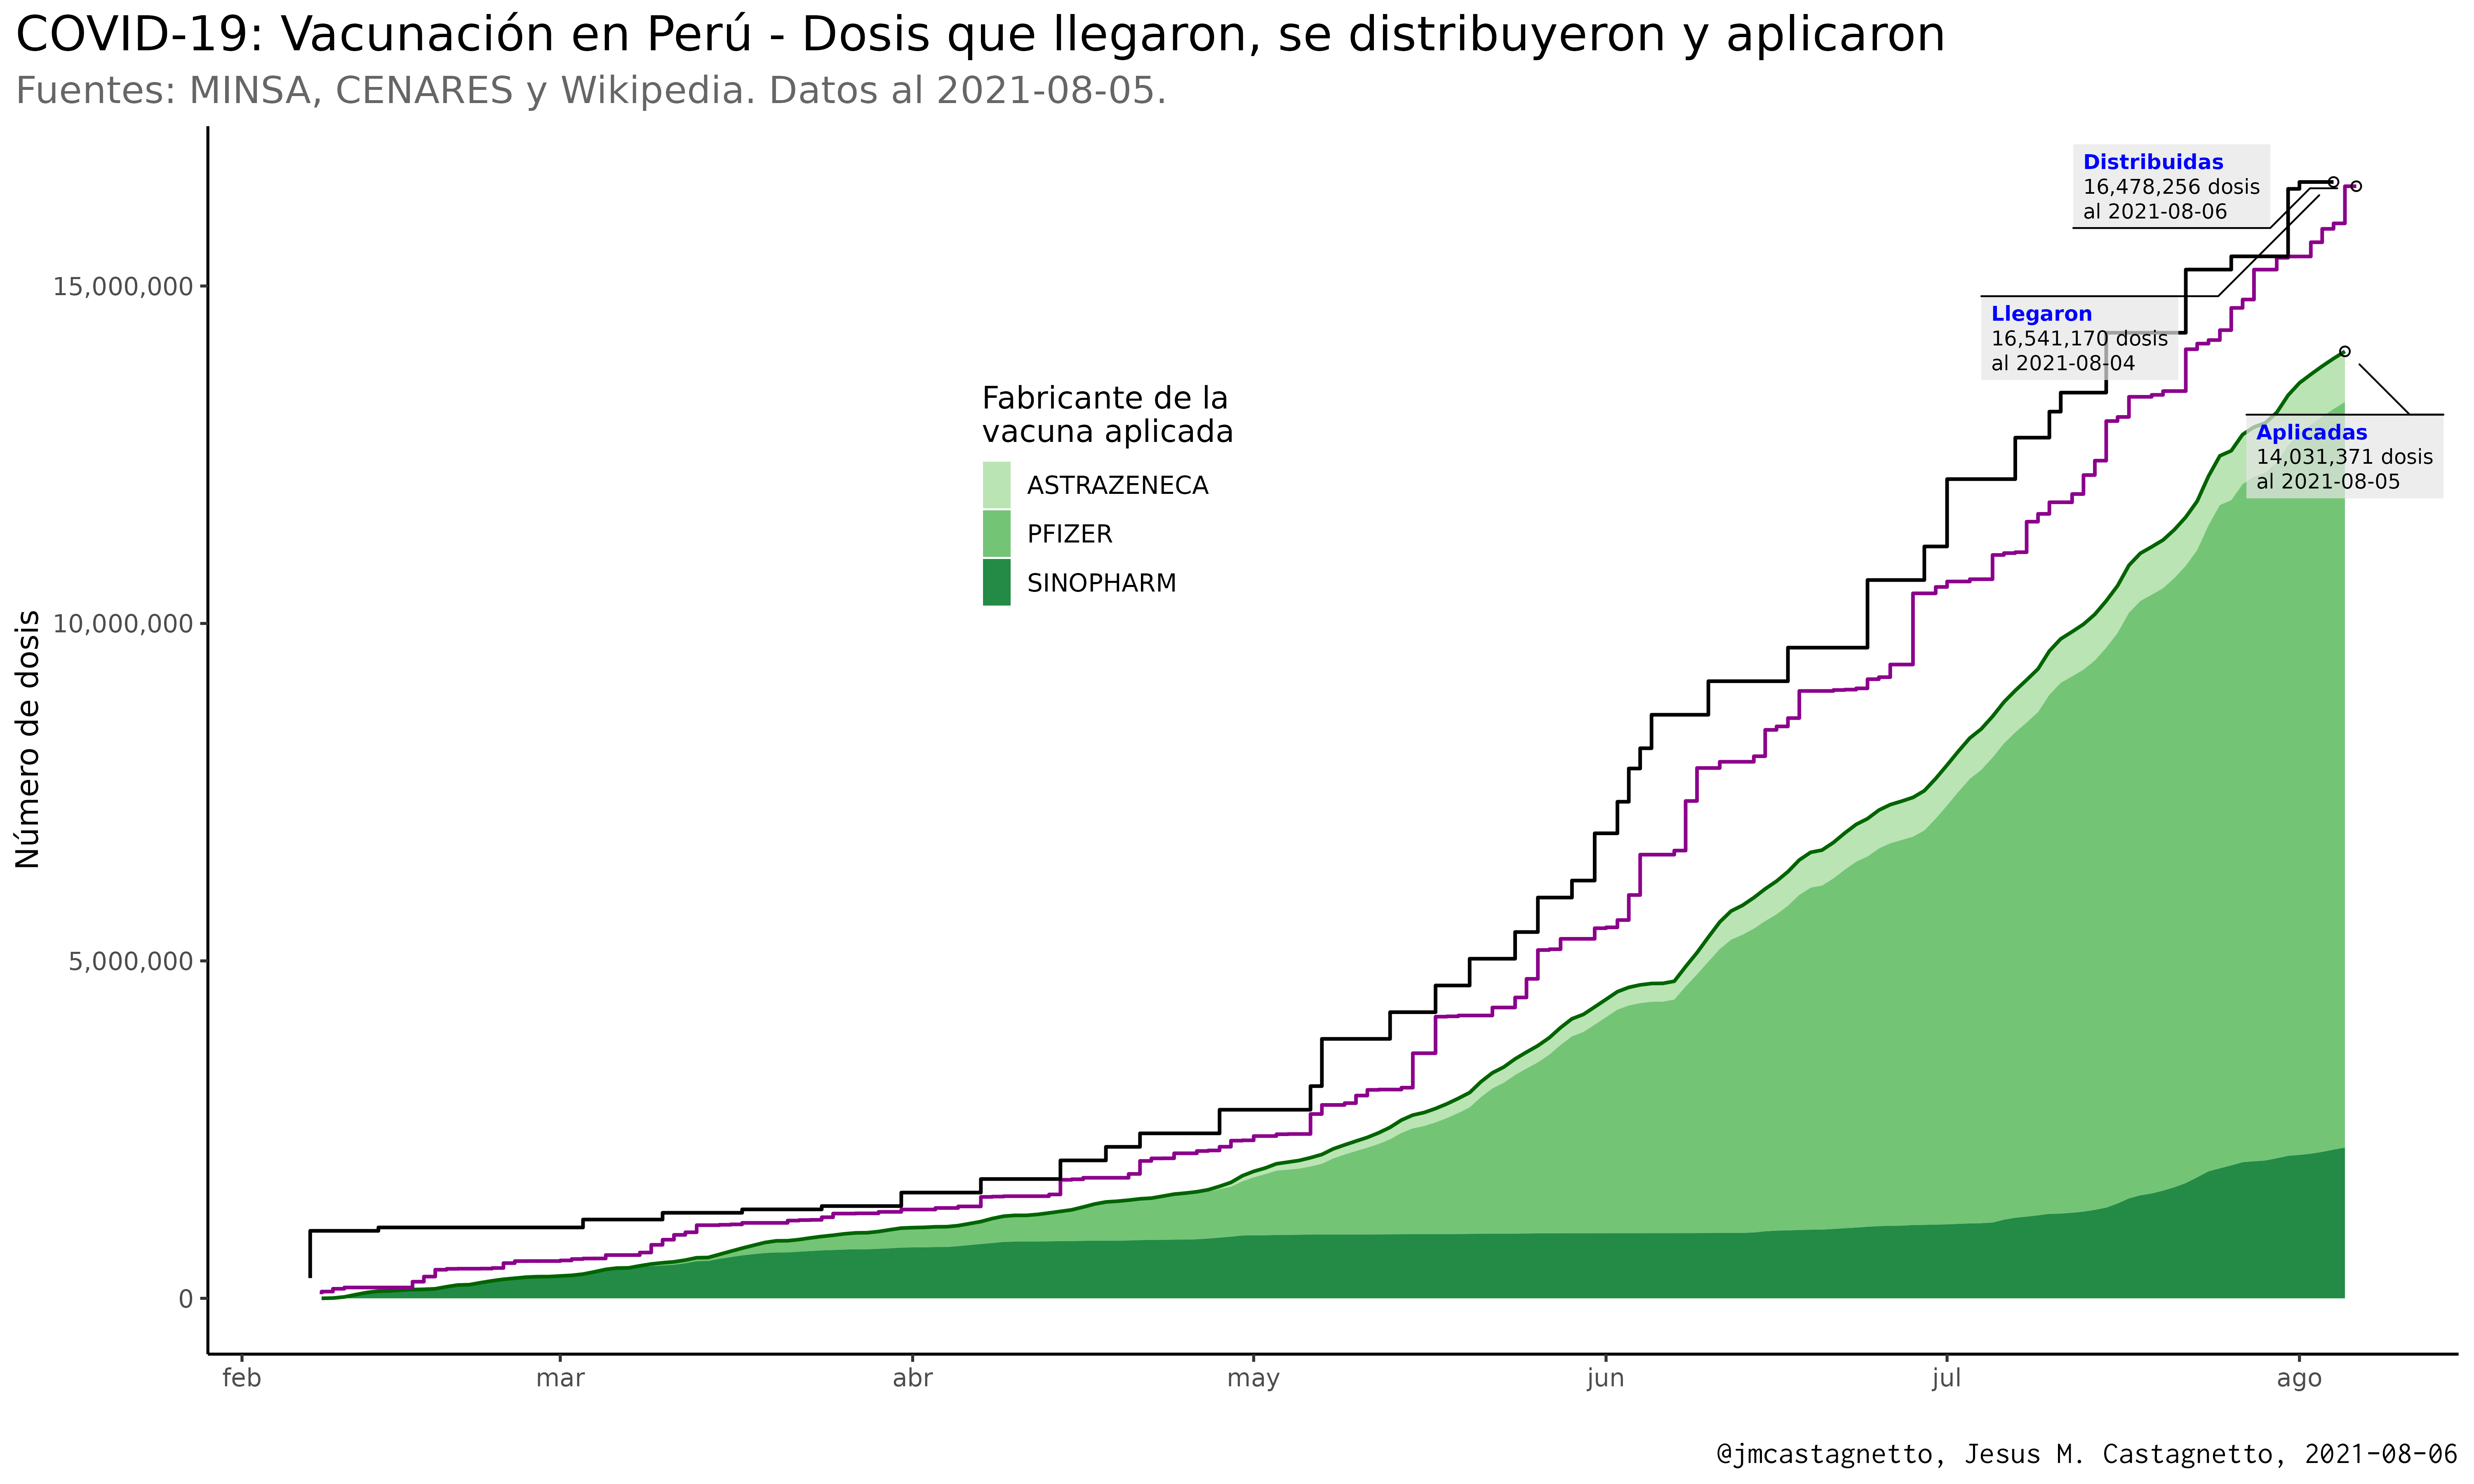 COVID-19: Vacunación en Perú - Dosis que llegaron, se distribuyeron y aplicaron
Fuentes: MINSA, CENARES y Wikipedia. Datos al 2021-08-05.
Número de dosis
15,000,000
10,000,000
5,000,000
0
Distribuidas
16,478,256 dosis
al 2021-08-06
Llegaron
16,541,170 dosis
al 2021-08-04
Aplicadas
14,031,371 dosis
al 2021-08-05
Fabricante de la
vacuna aplicada
ASTRAZENECA
PFIZER
SINOPHARM
feb mar abr may jun jul ago
@jmcastagnetto, Jesus M. Castagnetto, 2021-08-06